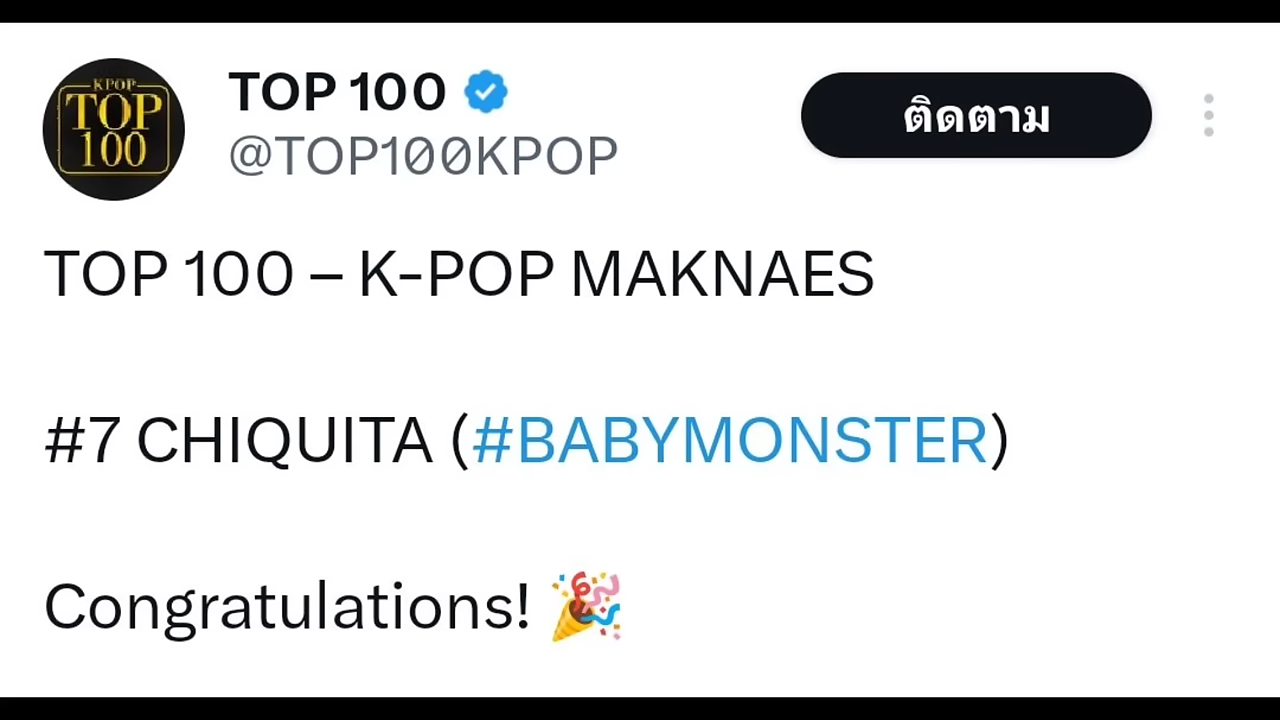 KPOP
TOP
100
TOP 100
@TOP100KPOP
ติดตาม
TOP 100 – K-POP MAKNAES
#7 CHIQUITA (#BABYMONSTER)
Congratulations! 🎉